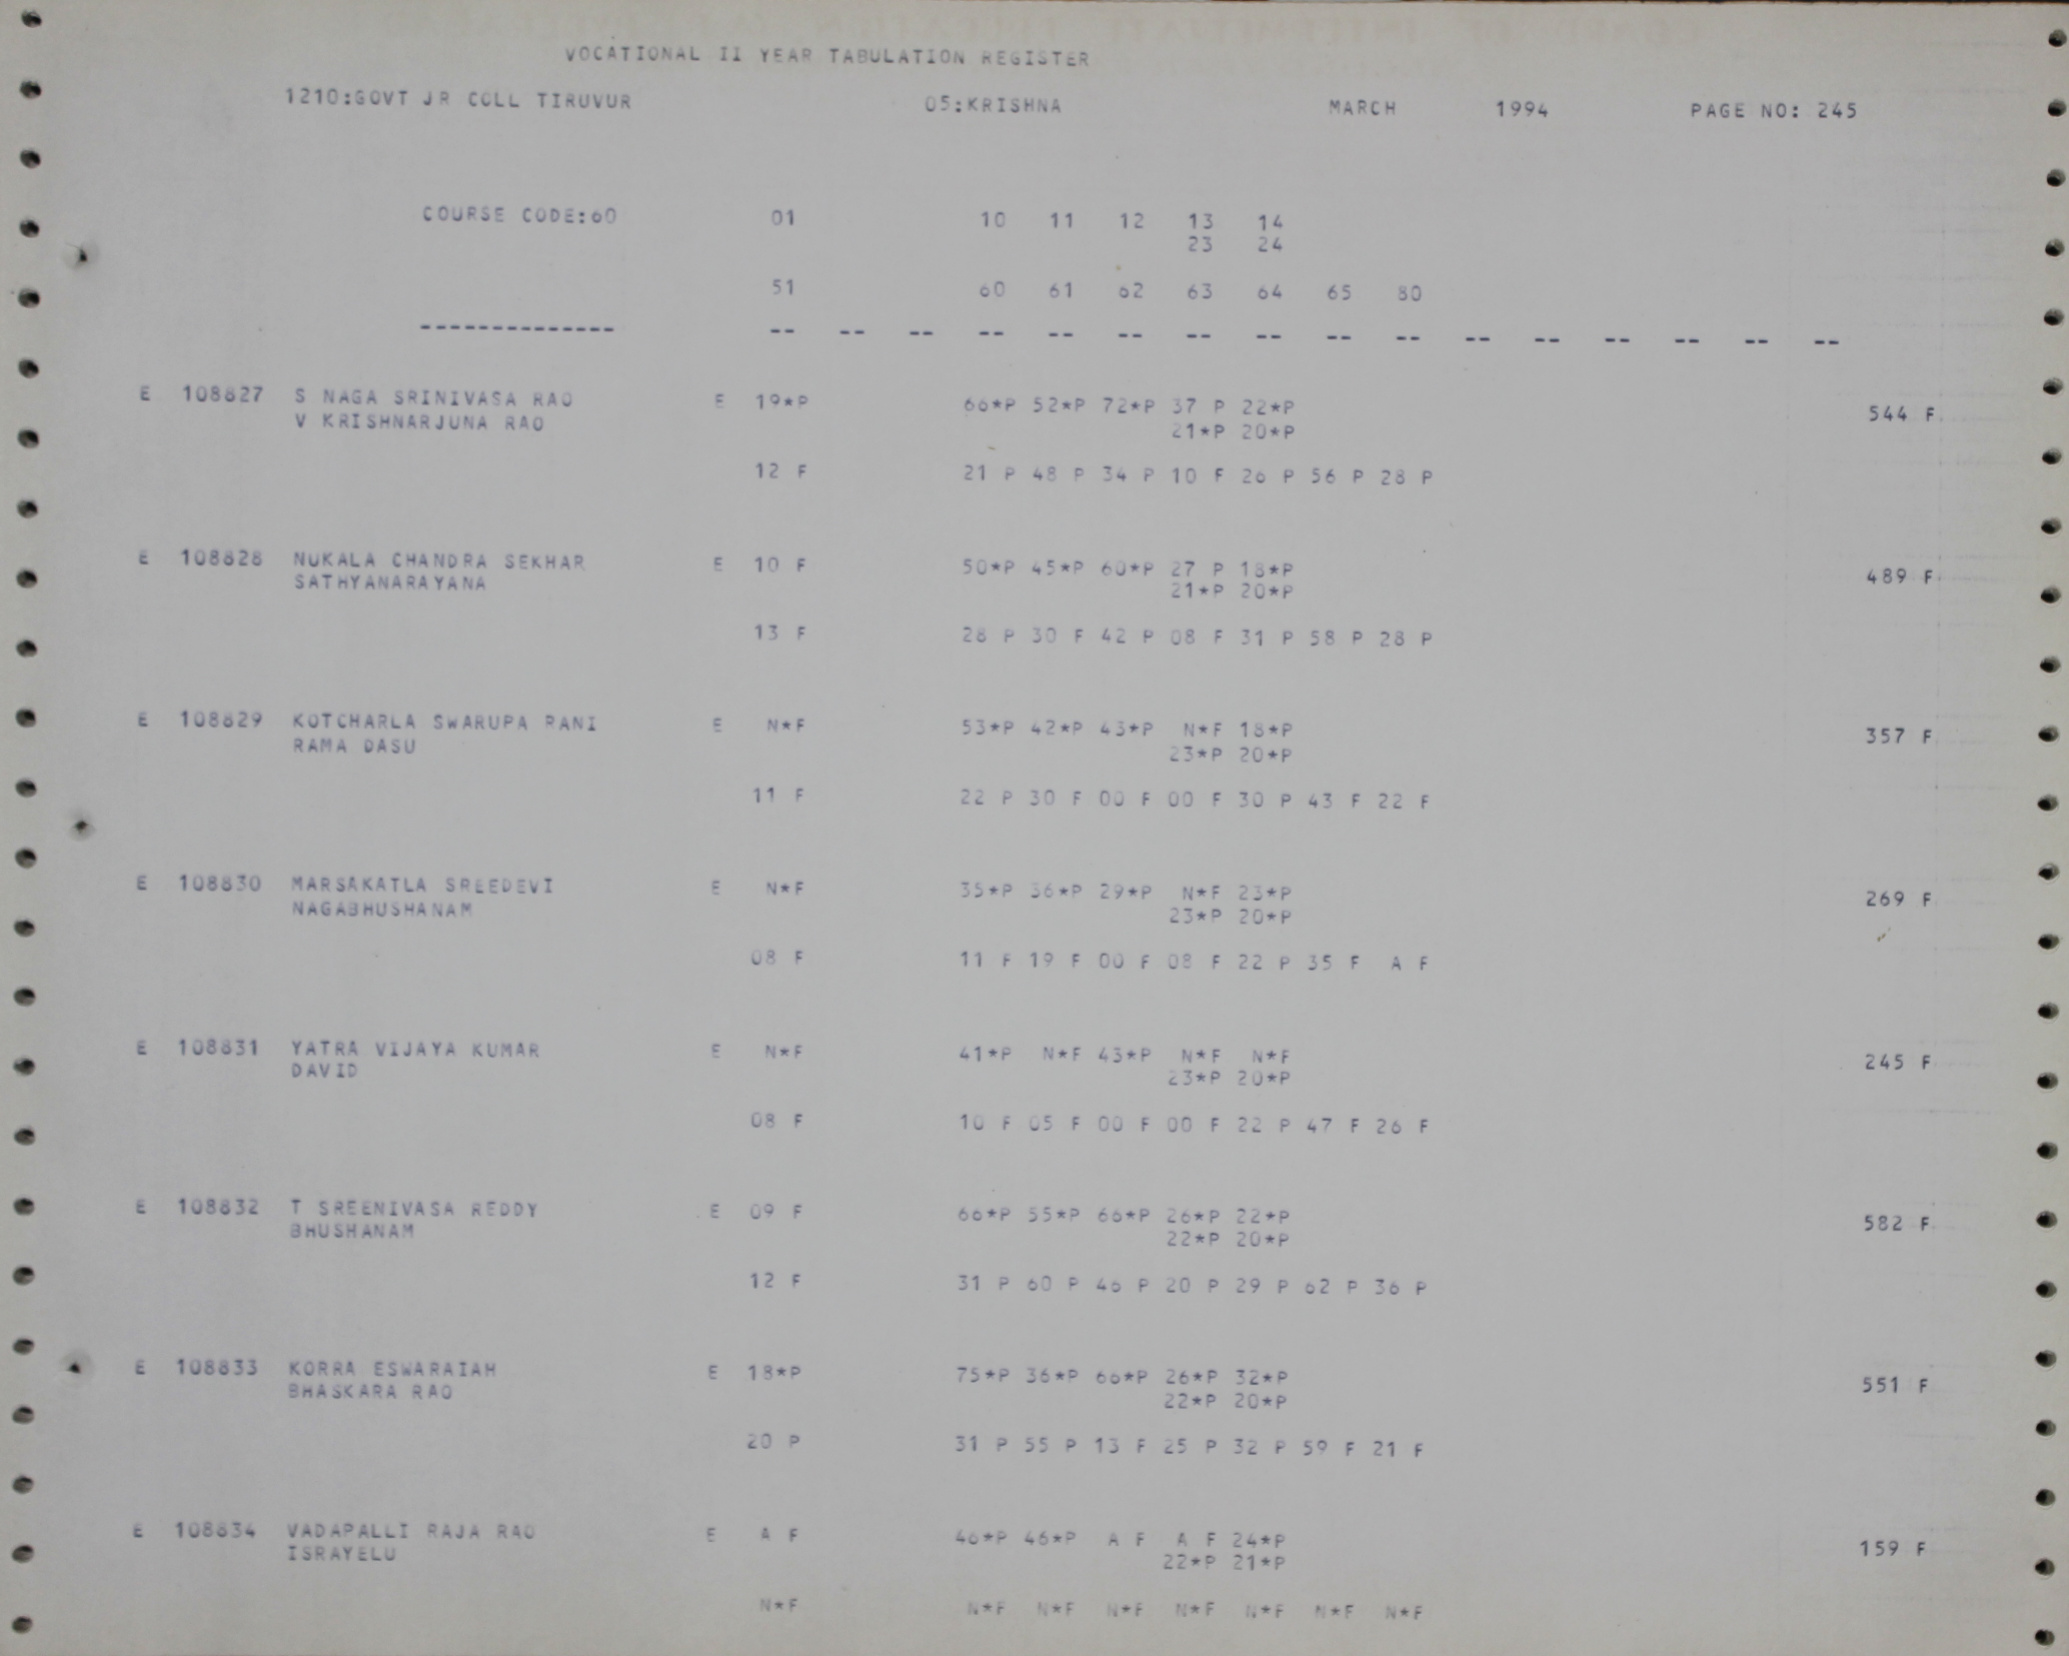 VOCATIONAL II YEAR TABULATION REGISTER
1210:GOVT JR COLL TIRUVUR 05:KRISHNA MARCH 1994 PAGE NO: 245
COURSE CODE:60 01 10 11 12 13 14
23 24
51 60 61 62 63 64 65 80
-------------- -- -- -- -- -- -- -- -- -- -- -- -- -- -- -- --
E 108827 S NAGA SRINIVASA RAO E 19*P 66*P 52*P 72*P 37 P 22*P 544 F
V KRISHNARJUNA RAO 21*P 20*P
12 F 21 P 48 P 34 P 10 F 26 P 56 P 28 P
E 108828 NUKALA CHANDRA SEKHAR E 10 F 50*P 45*P 60*P 27 P 18*P 489 F
SATHYANARAYANA 21*P 20*P
13 F 28 P 30 F 42 P 08 F 31 P 58 P 28 P
E 108829 KOTCHARLA SWARUPA RANI E N*F 53*P 42*P 43*P N*F 18*P 357 F
RAMA DASU 23*P 20*P
11 F 22 P 30 F 00 F 00 F 30 P 43 F 22 F
E 108830 MARSAKATLA SREEDEVI E N*F 35*P 36*P 29*P N*F 23*P 269 F
NAGABHUSHANAM 23*P 20*P
08 F 11 F 19 F 00 F 08 F 22 P 35 F A F
E 108831 YATRA VIJAYA KUMAR E N*F 41*P N*F 43*P N*F N*F 245 F
DAVID 23*P 20*P
08 F 10 F 05 F 00 F 00 F 22 P 47 F 26 F
E 108832 T SREENIVASA REDDY E 09 F 66*P 55*P 66*P 26*P 22*P 582 F
BHUSHANAM 22*P 20*P
12 F 31 P 60 P 46 P 20 P 29 P 62 P 36 P
E 108833 KORRA ESWARAIAH E 18*P 75*P 36*P 66*P 26*P 32*P 551 F
BHASKARA RAO 22*P 20*P
20 P 31 P 55 P 13 F 25 P 32 P 59 F 21 F
E 108834 VADAPALLI RAJA RAO E A F 46*P 46*P A F A F 24*P 159 F
ISRAYELU 22*P 21*P
N*F N*F N*F N*F N*F N*F N*F N*F